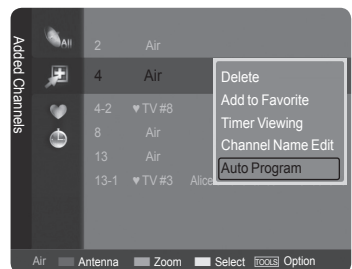 Added Channels
All
2 Air
4 Air
4-2 ♥ TV #8
8 Air
13 Air
13-1 ♥ TV #3 Alice
Delete
Add to Favorite
Timer Viewing
Channel Name Edit
Auto Program
Air Antenna Zoom Select TOOLS Option